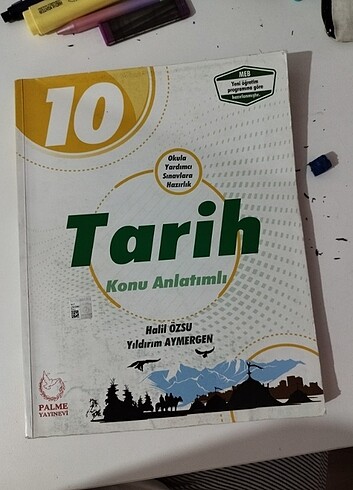 10
MEB
Yeni öğretim
programına göre
hazırlanmıştır.
Okula
Yardımcı
Sınavlara
Hazırlık
Tarih
Konu Anlatımlı
Halil ÖZSU
Yıldırım AYMERGEN
PALME
YAYINEVİ